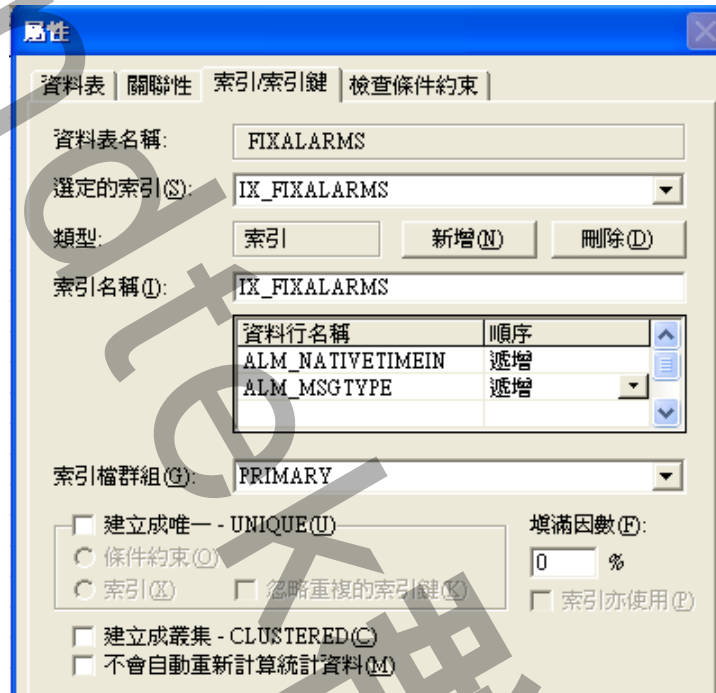 屬性
資料表 關聯性 索引/索引鍵 檢查條件約束
資料表名稱: FIXALARMS
選定的索引(S): IX_FIXALARMS
類型: 索引 新增(N) 刪除(D)
索引名稱(I): IX_FIXALARMS
資料行名稱 順序
ALM_NATIVETIMEIN 遞增
ALM_MSGTYPE 遞增
索引檔群組(G): PRIMARY
建立成唯一 - UNIQUE(U) 填滿因數(F):
條件約束(O) 0 %
索引(X) 忽略重複的索引鍵(K) 索引亦使用(P)
建立成叢集 - CLUSTERED(C)
不會自動重新計算統計資料(M)